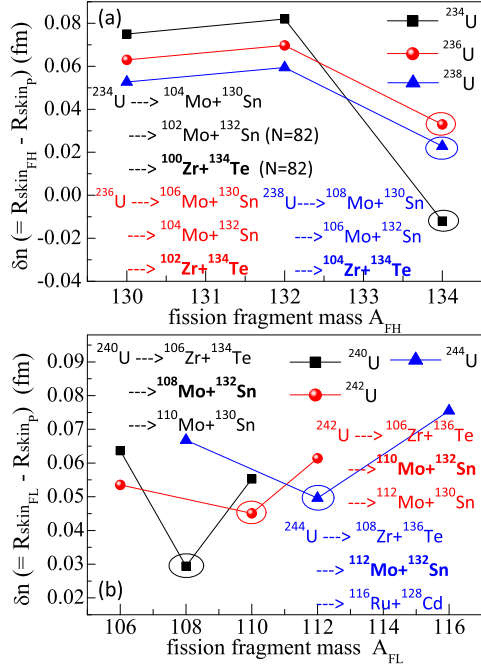 (a)
²³⁴U
²³⁶U
²³⁸U
δn (= Rskin_FH - Rskin_P) (fm)
0.08
0.06
0.04
0.02
0.00
-0.02
-0.04
²³⁴U ---> ¹⁰⁴Mo+¹³⁰Sn
---> ¹⁰²Mo+¹³²Sn (N=82)
---> ¹⁰⁰Zr+¹³⁴Te (N=82)
²³⁶U ---> ¹⁰⁶Mo+¹³⁰Sn
---> ¹⁰⁴Mo+¹³²Sn
---> ¹⁰²Zr+¹³⁴Te
²³⁸U---> ¹⁰⁸Mo+¹³⁰Sn
---> ¹⁰⁶Mo+¹³²Sn
---> ¹⁰⁴Zr+¹³⁴Te
130 131 132 133 134
fission fragment mass A_FH
δn (= Rskin_FL - Rskin_P) (fm)
0.09
0.08
0.07
0.06
0.05
0.04
0.03
0.02
²⁴⁰U ---> ¹⁰⁶Zr+¹³⁴Te
---> ¹⁰⁸Mo+¹³²Sn
---> ¹¹⁰Mo+¹³⁰Sn
²⁴⁰U
²⁴²U
²⁴⁴U
²⁴²U ---> ¹⁰⁶Zr+¹³⁶Te
---> ¹¹⁰Mo+¹³²Sn
---> ¹¹²Mo+¹³⁰Sn
²⁴⁴U ---> ¹⁰⁸Zr+¹³⁶Te
---> ¹¹²Mo+¹³²Sn
---> ¹¹⁶Ru+¹²⁸Cd
(b)
106 108 110 112 114 116
fission fragment mass A_FL